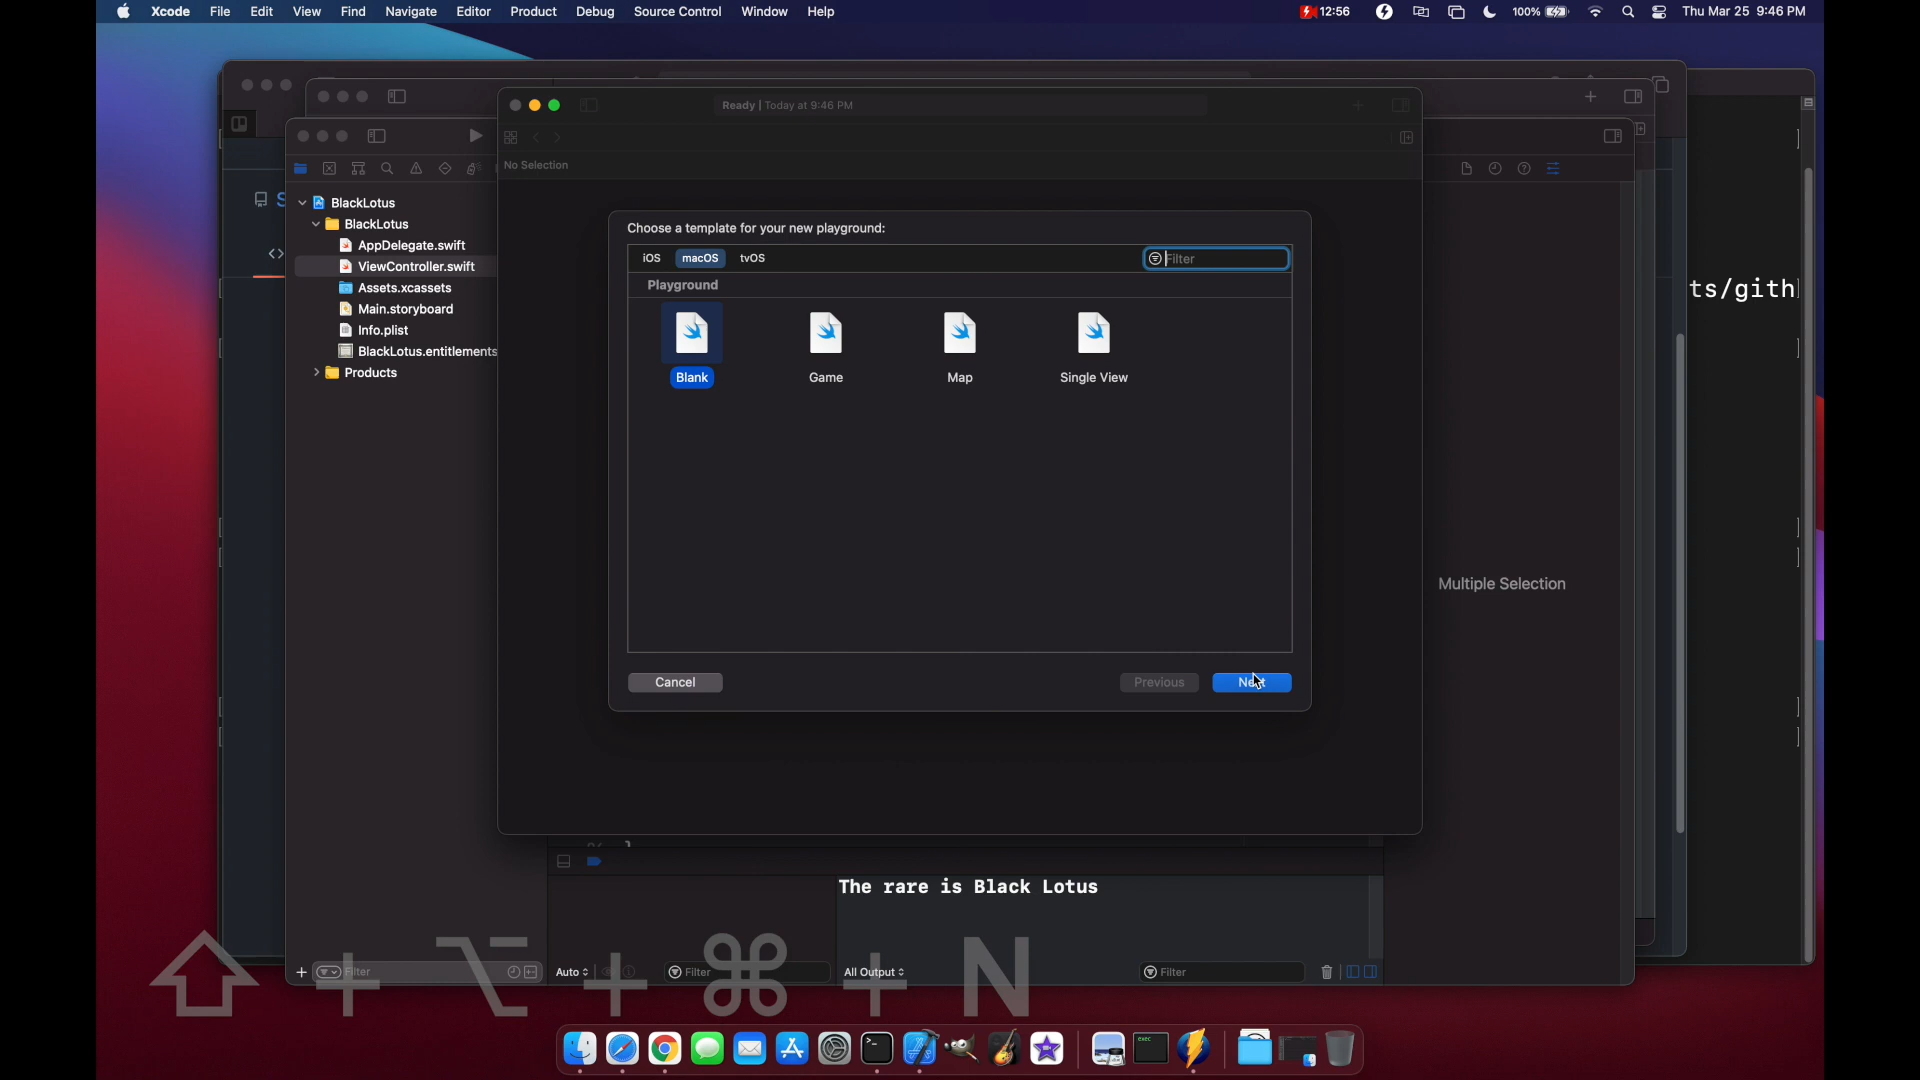 Xcode File Edit View Find Navigate Editor Product Debug Source Control Window Help 12:56 100% Thu Mar 25 9:46 PM
Ready | Today at 9:46 PM
No Selection
BlackLotus
BlackLotus
AppDelegate.swift
ViewController.swift
Assets.xcassets
Main.storyboard
Info.plist
BlackLotus.entitlements
Products
Choose a template for your new playground:
iOS macOS tvOS Filter
Playground
Blank Game Map Single View
Cancel Previous Next
ts/gith
Multiple Selection
The rare is Black Lotus
Filter Auto Filter All Output Filter
⇧ + ⌥ + ⌘ + N
exec